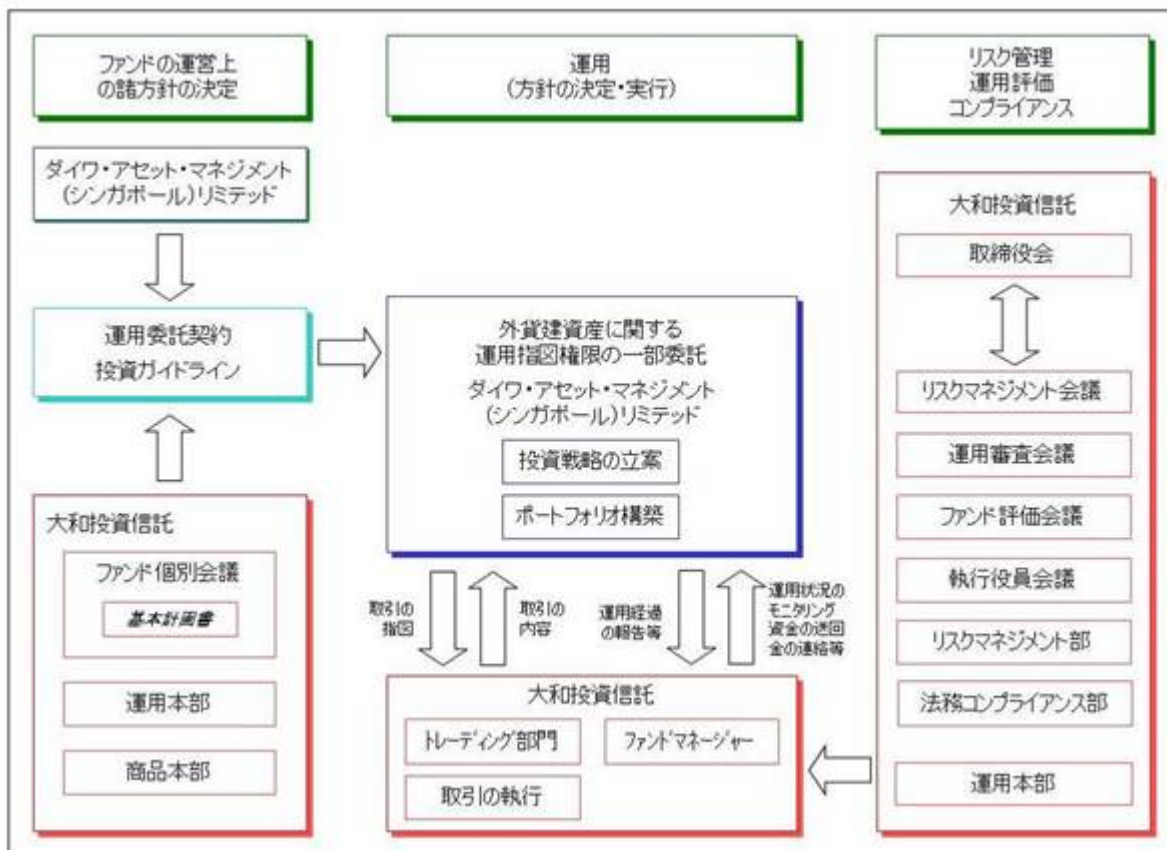 ファンドの運営上
の諸方針の決定
運用
(方針の決定・実行)
リスク管理
運用評価
コンプライアンス
ダイワ・アセット・マネジメント
(シンガポール)リミテッド
運用委託契約
投資ガイドライン
大和投資信託
ファンド個別会議
基本計画書
運用本部
商品本部
外貨建資産に関する
運用指図権限の一部委託
ダイワ・アセット・マネジメント
(シンガポール)リミテッド
投資戦略の立案
ポートフォリオ構築
取引の
指図
取引の
内容
運用経過
の報告等
運用状況の
モニタリング
資金の送回
金の連絡等
大和投資信託
トレーディング部門
ファンドマネージャー
取引の執行
大和投資信託
取締役会
リスクマネジメント会議
運用審査会議
ファンド評価会議
執行役員会議
リスクマネジメント部
法務コンプライアンス部
運用本部